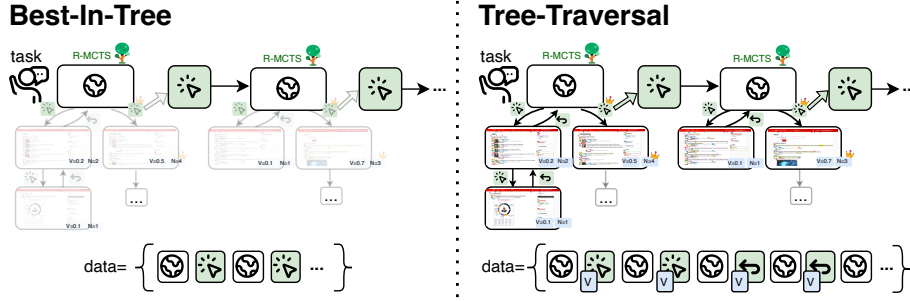 Best-In-Tree
task
R-MCTS
R-MCTS
...
V=0.2 N=2
V=0.5 N=4
V=0.1 N=1
V=0.7 N=3
V=0.1 N=1
...
...
data= { ... }
Tree-Traversal
task
R-MCTS
R-MCTS
...
V=0.2 N=2
V=0.5 N=4
V=0.1 N=1
V=0.7 N=3
V=0.1 N=1
...
...
data= { ... }
V V V V